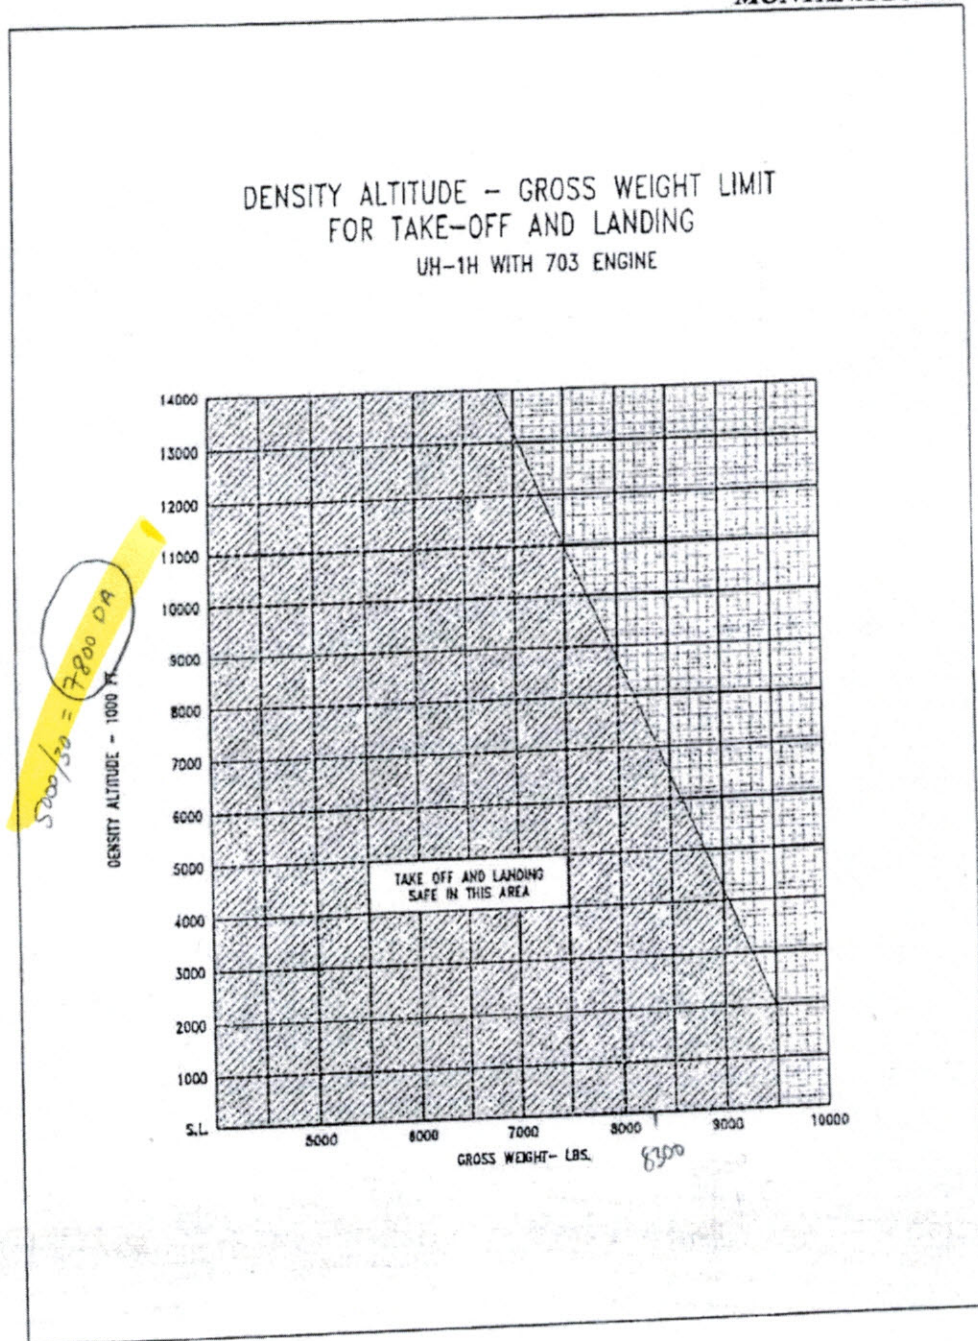 DENSITY ALTITUDE - GROSS WEIGHT LIMIT
FOR TAKE-OFF AND LANDING
UH-1H WITH 703 ENGINE
14000
13000
12000
11000
10000
9000
8000
7000
6000
5000
4000
3000
2000
1000
S.L.
DENSITY ALTITUDE - 1000 FT.
5000/30 = 7800 DA
TAKE OFF AND LANDING
SAFE IN THIS AREA
5000 6000 7000 8000 9000 10000
GROSS WEIGHT- LBS.
8300